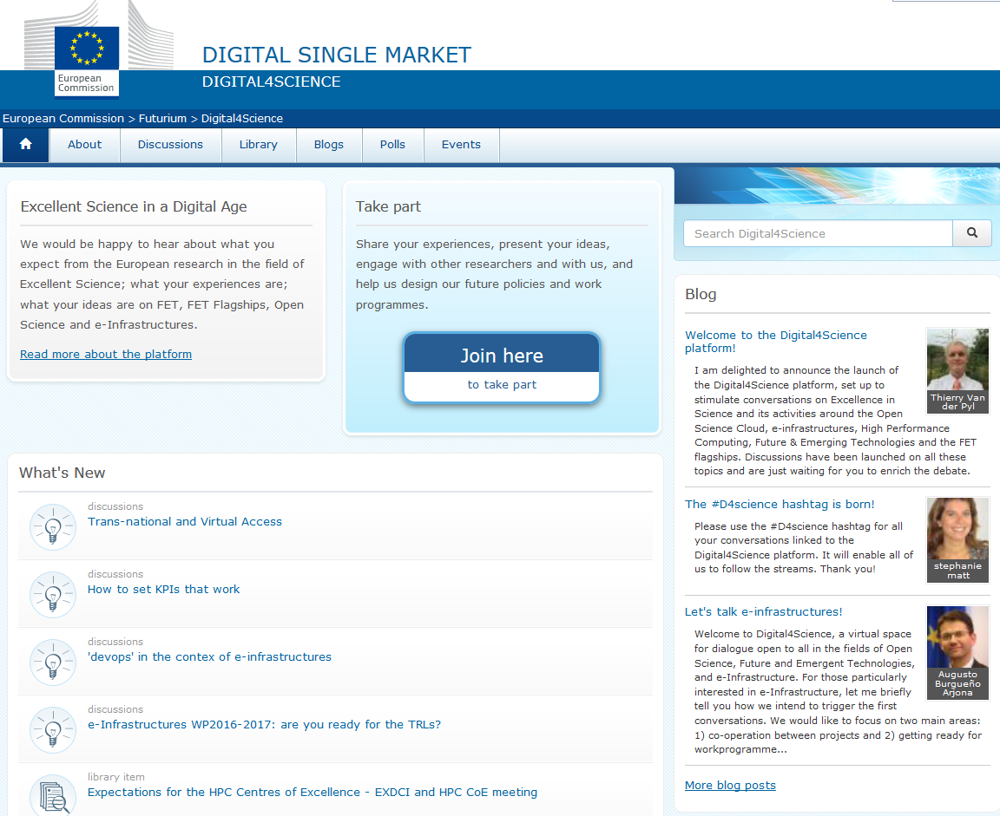 European
Commission
DIGITAL SINGLE MARKET
DIGITAL4SCIENCE
European Commission > Futurium > Digital4Science
About
Discussions
Library
Blogs
Polls
Events
Excellent Science in a Digital Age
We would be happy to hear about what you
expect from the European research in the field of
Excellent Science; what your experiences are;
what your ideas are on FET, FET Flagships, Open
Science and e-Infrastructures.
Read more about the platform
Take part
Share your experiences, present your ideas,
engage with other researchers and with us, and
help us design our future policies and work
programmes.
Join here
to take part
Search Digital4Science
What's New
discussions
Trans-national and Virtual Access
discussions
How to set KPIs that work
discussions
'devops' in the contex of e-infrastructures
discussions
e-Infrastructures WP2016-2017: are you ready for the TRLs?
library item
Expectations for the HPC Centres of Excellence - EXDCI and HPC CoE meeting
Blog
Welcome to the Digital4Science
platform!
I am delighted to announce the launch of
the Digital4Science platform, set up to
stimulate conversations on Excellence in
Science and its activities around the Open
Science Cloud, e-infrastructures, High Performance
Computing, Future & Emerging Technologies and the FET
flagships. Discussions have been launched on all these
topics and are just waiting for you to enrich the debate.
Thierry Van
der Pyl
The #D4science hashtag is born!
Please use the #D4science hashtag for all
your conversations linked to the
Digital4Science platform. It will enable all of
us to follow the streams. Thank you!
stephanie
matt
Let's talk e-infrastructures!
Welcome to Digital4Science, a virtual space
for dialogue open to all in the fields of Open
Science, Future and Emergent Technologies,
and e-Infrastructure. For those particularly
interested in e-Infrastructure, let me briefly
tell you how we intend to trigger the first
conversations. We would like to focus on two main areas:
1) co-operation between projects and 2) getting ready for
workprogramme...
Augusto
Burgueño
Arjona
More blog posts